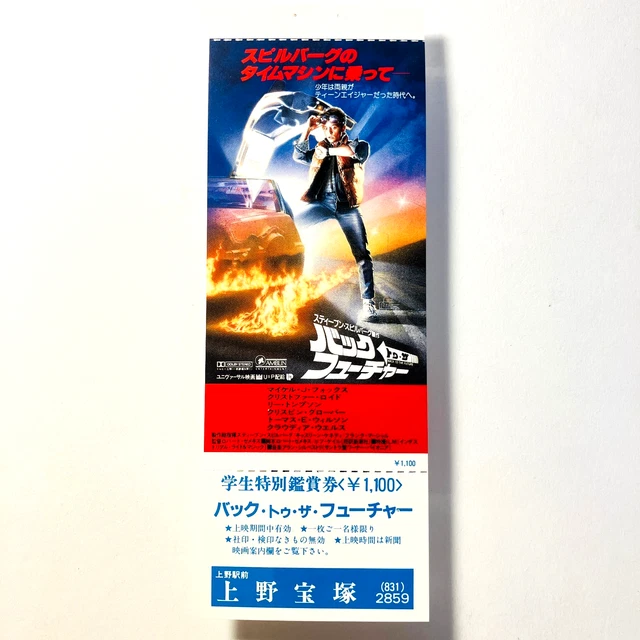 スピルバーグの
タイムマシンに乗って—
少年は両親が
ティーンエイジャーだった時代へ。
スティーブン・スピルバーグ製作
バック
トゥ・ザ
フューチャー
DOLBY STEREO
AMBLIN
ENTERTAINMENT
ユニヴァーサル映画 UIP配給
マイケル・J・フォックス
クリストファー・ロイド
リー・トンプソン
クリスピン・グローバー
トーマス・F・ウィルソン
クラウディア・ウエルズ
¥1,100
学生特別鑑賞券<¥1,100>
バック・トゥ・ザ・フューチャー
★上映期間中有効 ★一枚ご一名様限り
★社印・検印なきもの無効 ★上映時間は新聞
映画案内欄をご覧下さい。
上野駅前
上野宝塚 (831) 2859